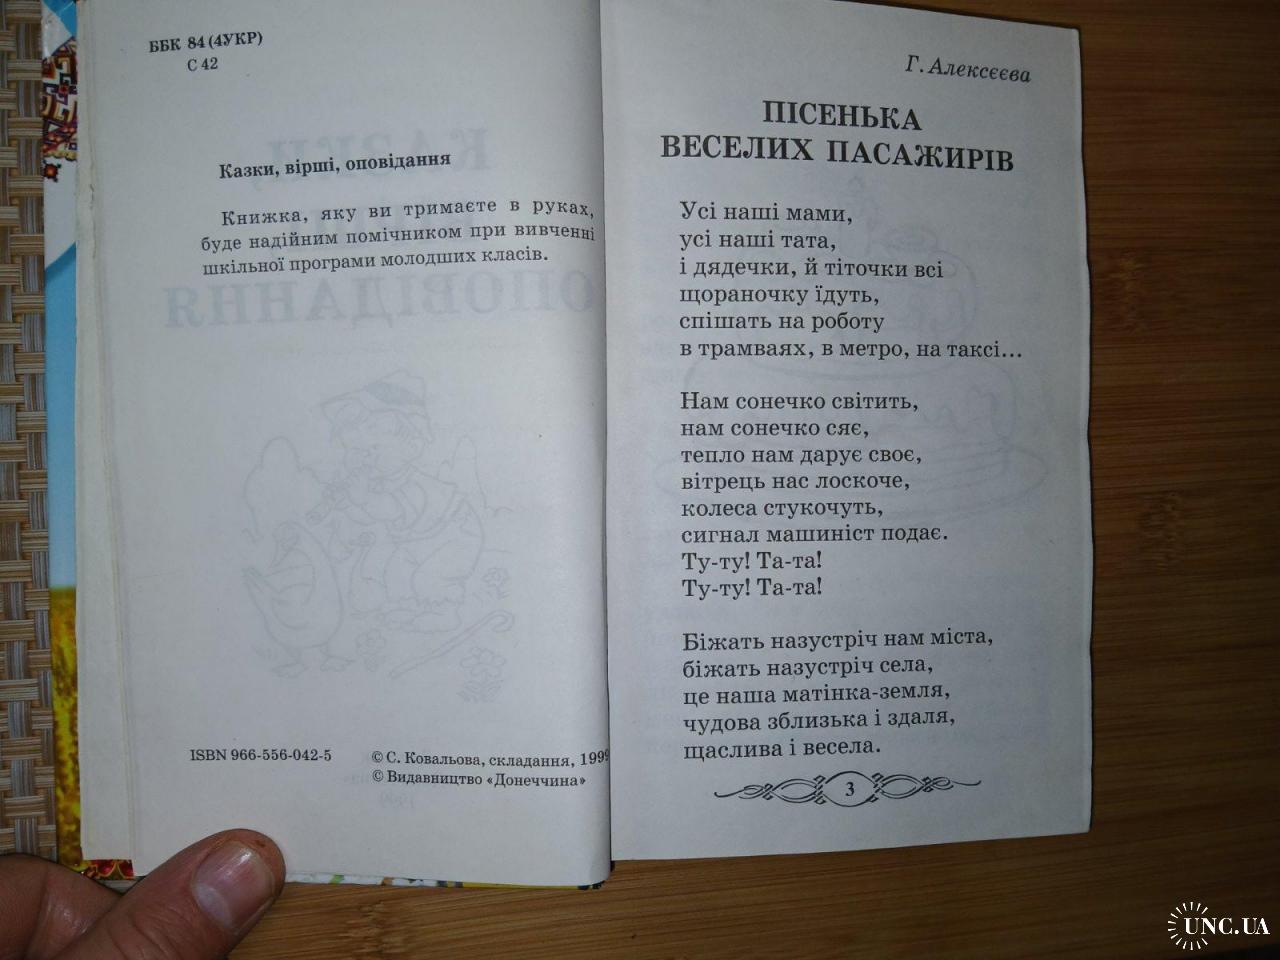 ББК 84(4УКР)
С 42
Казки, вірші, оповідання
Книжка, яку ви тримаєте в руках,
буде надійним помічником при вивченні
шкільної програми молодших класів.
ISBN 966-556-042-5
© С. Ковальова, складання, 1999
© Видавництво «Донеччина»
Г. Алексєєва
ПІСЕНЬКА
ВЕСЕЛИХ ПАСАЖИРІВ
Усі наші мами,
усі наші тата,
і дядечки, й тіточки всі
щораночку їдуть,
спішать на роботу
в трамваях, в метро, на таксі...
Нам сонечко світить,
нам сонечко сяє,
тепло нам дарує своє,
вітрець нас лоскоче,
колеса стукочуть,
сигнал машиніст подає.
Ту-ту! Та-та!
Ту-ту! Та-та!
Біжать назустріч нам міста,
біжать назустріч села,
це наша матінка-земля,
чудова зблизька і здаля,
щаслива і весела.
3
UNC.UA